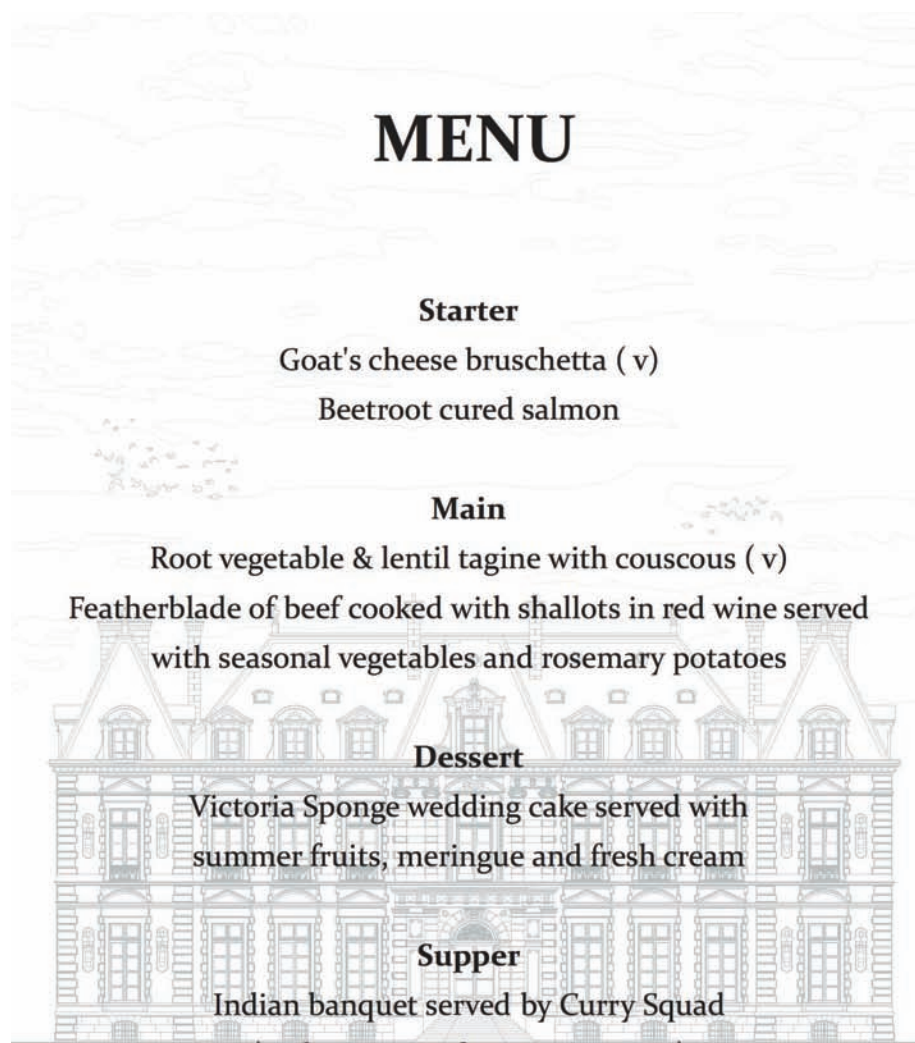 MENU
Starter
Goat's cheese bruschetta ( v)
Beetroot cured salmon
Main
Root vegetable & lentil tagine with couscous ( v)
Featherblade of beef cooked with shallots in red wine served
with seasonal vegetables and rosemary potatoes
Dessert
Victoria Sponge wedding cake served with
summer fruits, meringue and fresh cream
Supper
Indian banquet served by Curry Squad